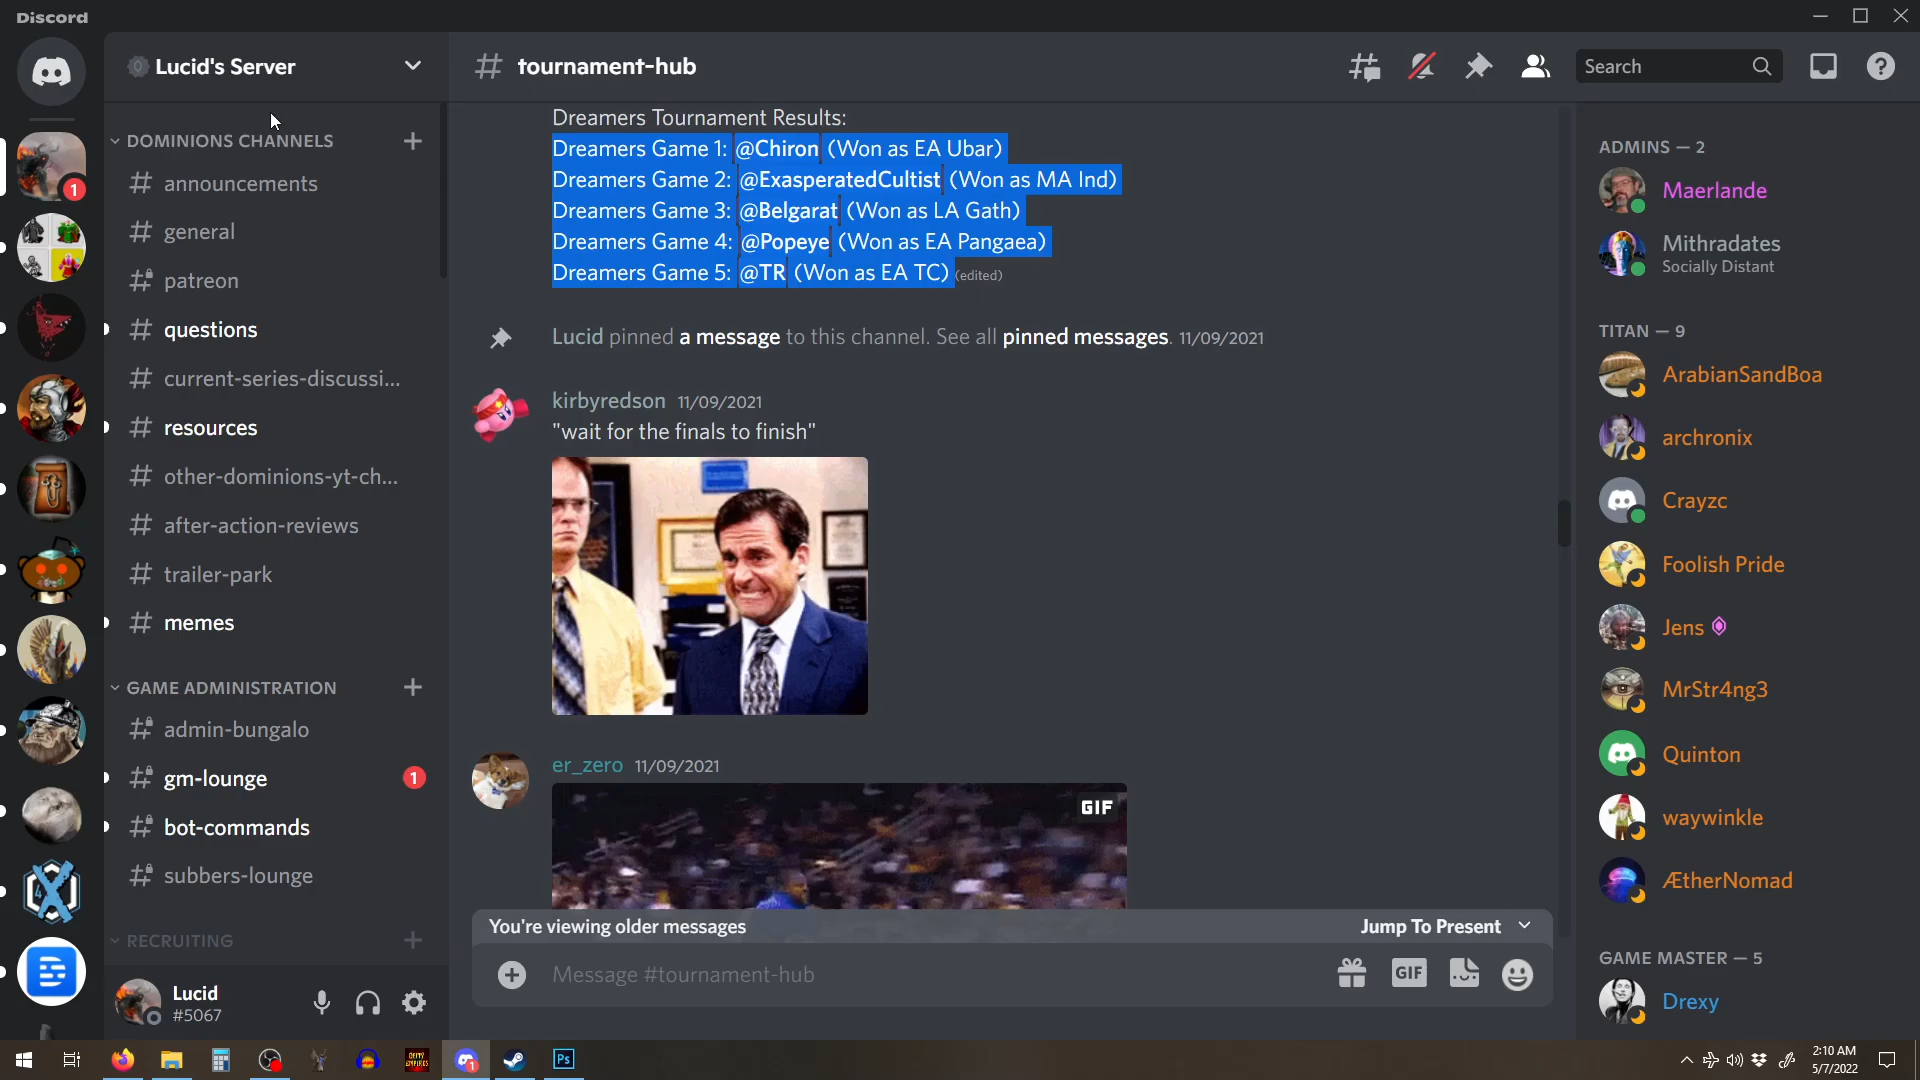 Discord
Lucid's Server
DOMINIONS CHANNELS
announcements
general
patreon
questions
current-series-discussi...
resources
other-dominions-yt-ch...
after-action-reviews
trailer-park
memes
GAME ADMINISTRATION
admin-bungalo
gm-lounge 1
bot-commands
subbers-lounge
RECRUITING
Lucid
#5067
1
tournament-hub
Search
Dreamers Tournament Results:
Dreamers Game 1: @Chiron (Won as EA Ubar)
Dreamers Game 2: @ExasperatedCultist (Won as MA Ind)
Dreamers Game 3: @Belgarat (Won as LA Gath)
Dreamers Game 4: @Popeye (Won as EA Pangaea)
Dreamers Game 5: @TR (Won as EA TC) (edited)
Lucid pinned a message to this channel. See all pinned messages. 11/09/2021
kirbyredson 11/09/2021
"wait for the finals to finish"
er_zero 11/09/2021
GIF
You're viewing older messages
Jump To Present
Message #tournament-hub
GIF
ADMINS — 2
Maerlande
Mithradates
Socially Distant
TITAN — 9
ArabianSandBoa
archronix
Crayzc
Foolish Pride
Jens
MrStr4ng3
Quinton
waywinkle
ÆtherNomad
GAME MASTER — 5
Drexy
1
Ps
2:10 AM
5/7/2022